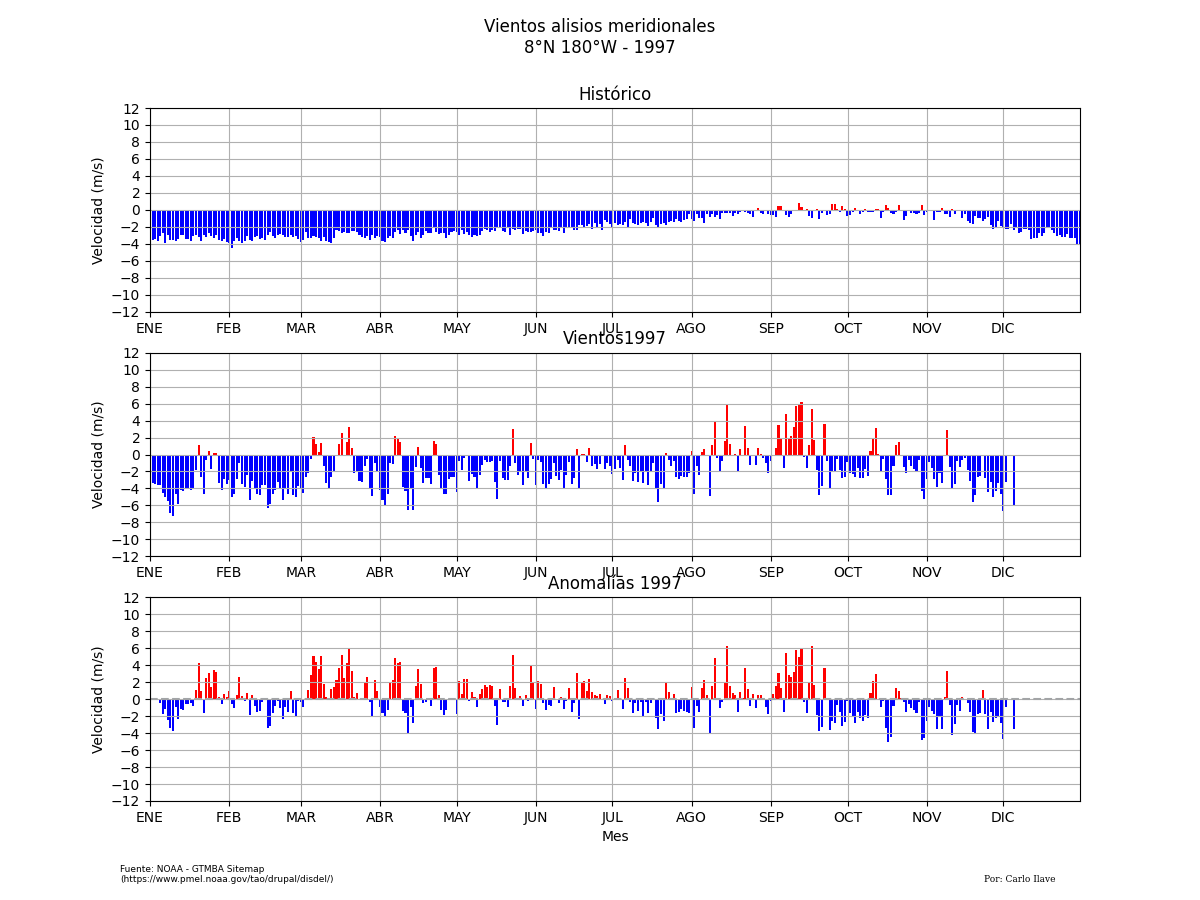 Vientos alisios meridionales
8°N 180°W - 1997
Histórico
12
10
8
6
4
2
0
−2
−4
−6
−8
−10
−12
Velocidad (m/s)
ENE FEB MAR ABR MAY JUN JUL AGO SEP OCT NOV DIC
Vientos1997
12
10
8
6
4
2
0
−2
−4
−6
−8
−10
−12
Velocidad (m/s)
ENE FEB MAR ABR MAY JUN JUL AGO SEP OCT NOV DIC
Anomalías 1997
12
10
8
6
4
2
0
−2
−4
−6
−8
−10
−12
Velocidad (m/s)
ENE FEB MAR ABR MAY JUN JUL AGO SEP OCT NOV DIC
Mes
Fuente: NOAA - GTMBA Sitemap
(https://www.pmel.noaa.gov/tao/drupal/disdel/)
Por: Carlo Ilave